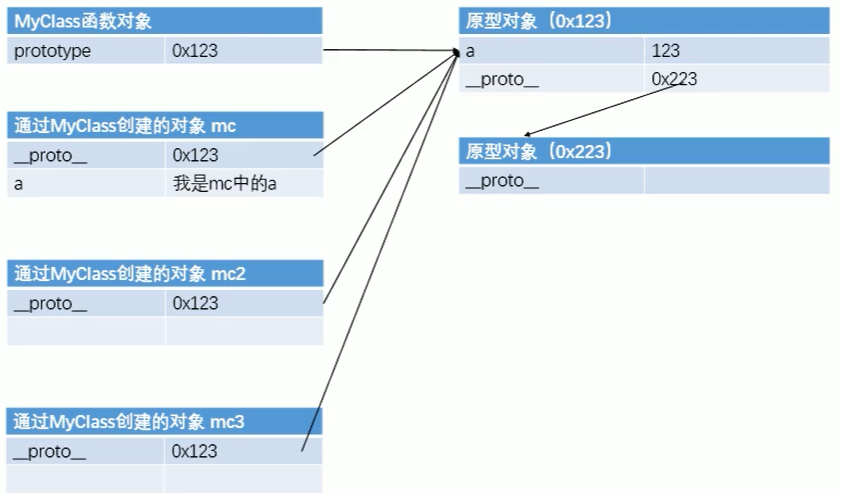 MyClass函数对象
prototype 0x123
通过MyClass创建的对象 mc
__proto__ 0x123
a 我是mc中的a
通过MyClass创建的对象 mc2
__proto__ 0x123
通过MyClass创建的对象 mc3
__proto__ 0x123
原型对象（0x123）
a 123
__proto__ 0x223
原型对象（0x223）
__proto__